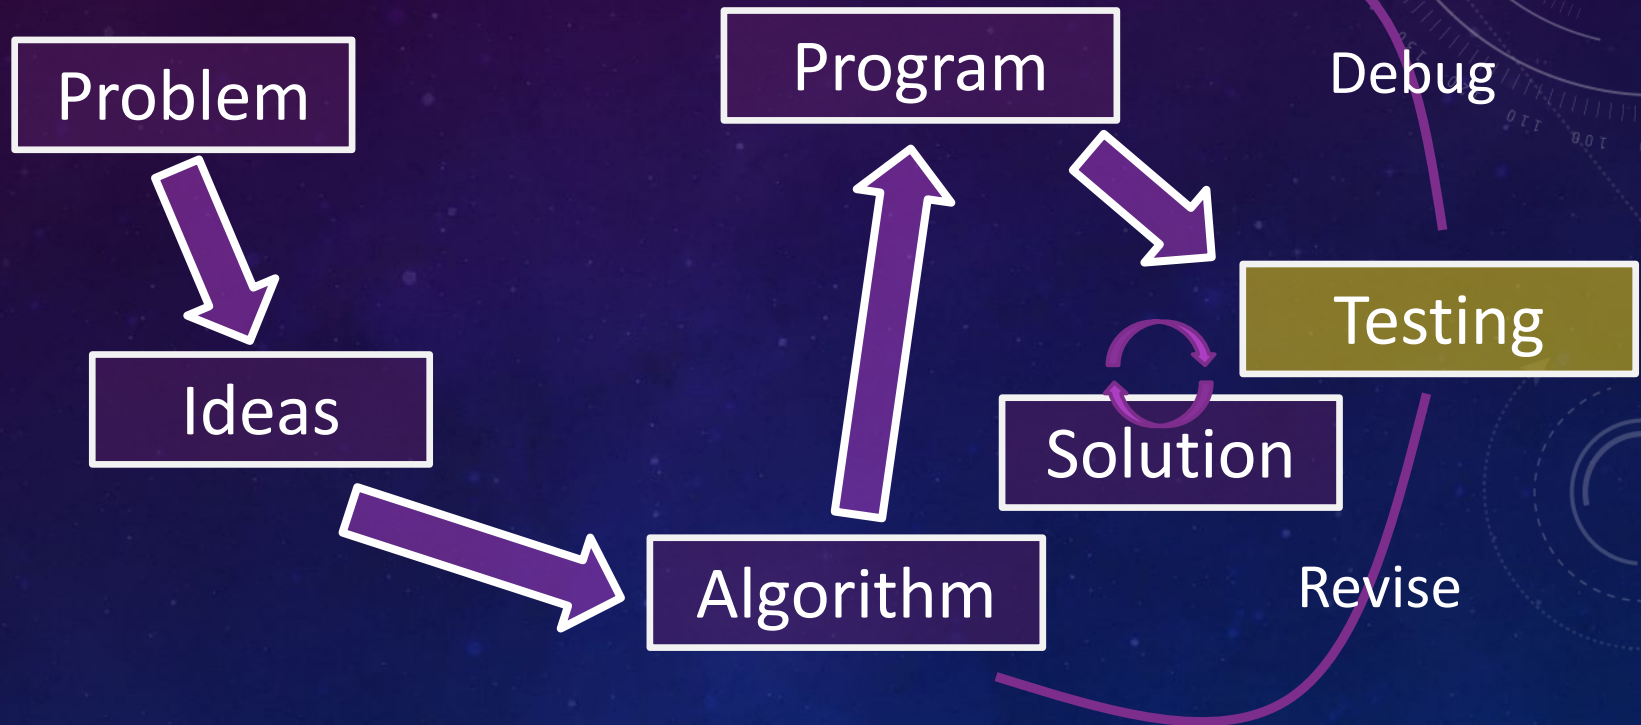 Problem
Program
Debug
Ideas
Testing
Solution
Algorithm
Revise